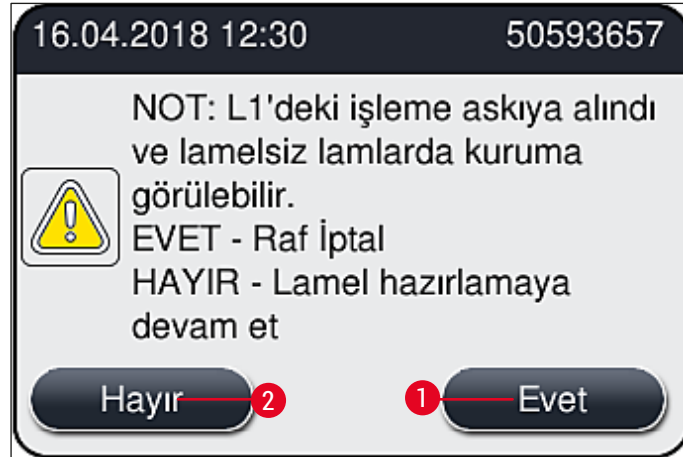 16.04.2018 12:30 50593657
NOT: L1'deki işleme askıya alındı
ve lamelsiz lamlarda kuruma
görülebilir.
EVET - Raf İptal
HAYIR - Lamel hazırlamaya
devam et
Hayır 2 1 Evet